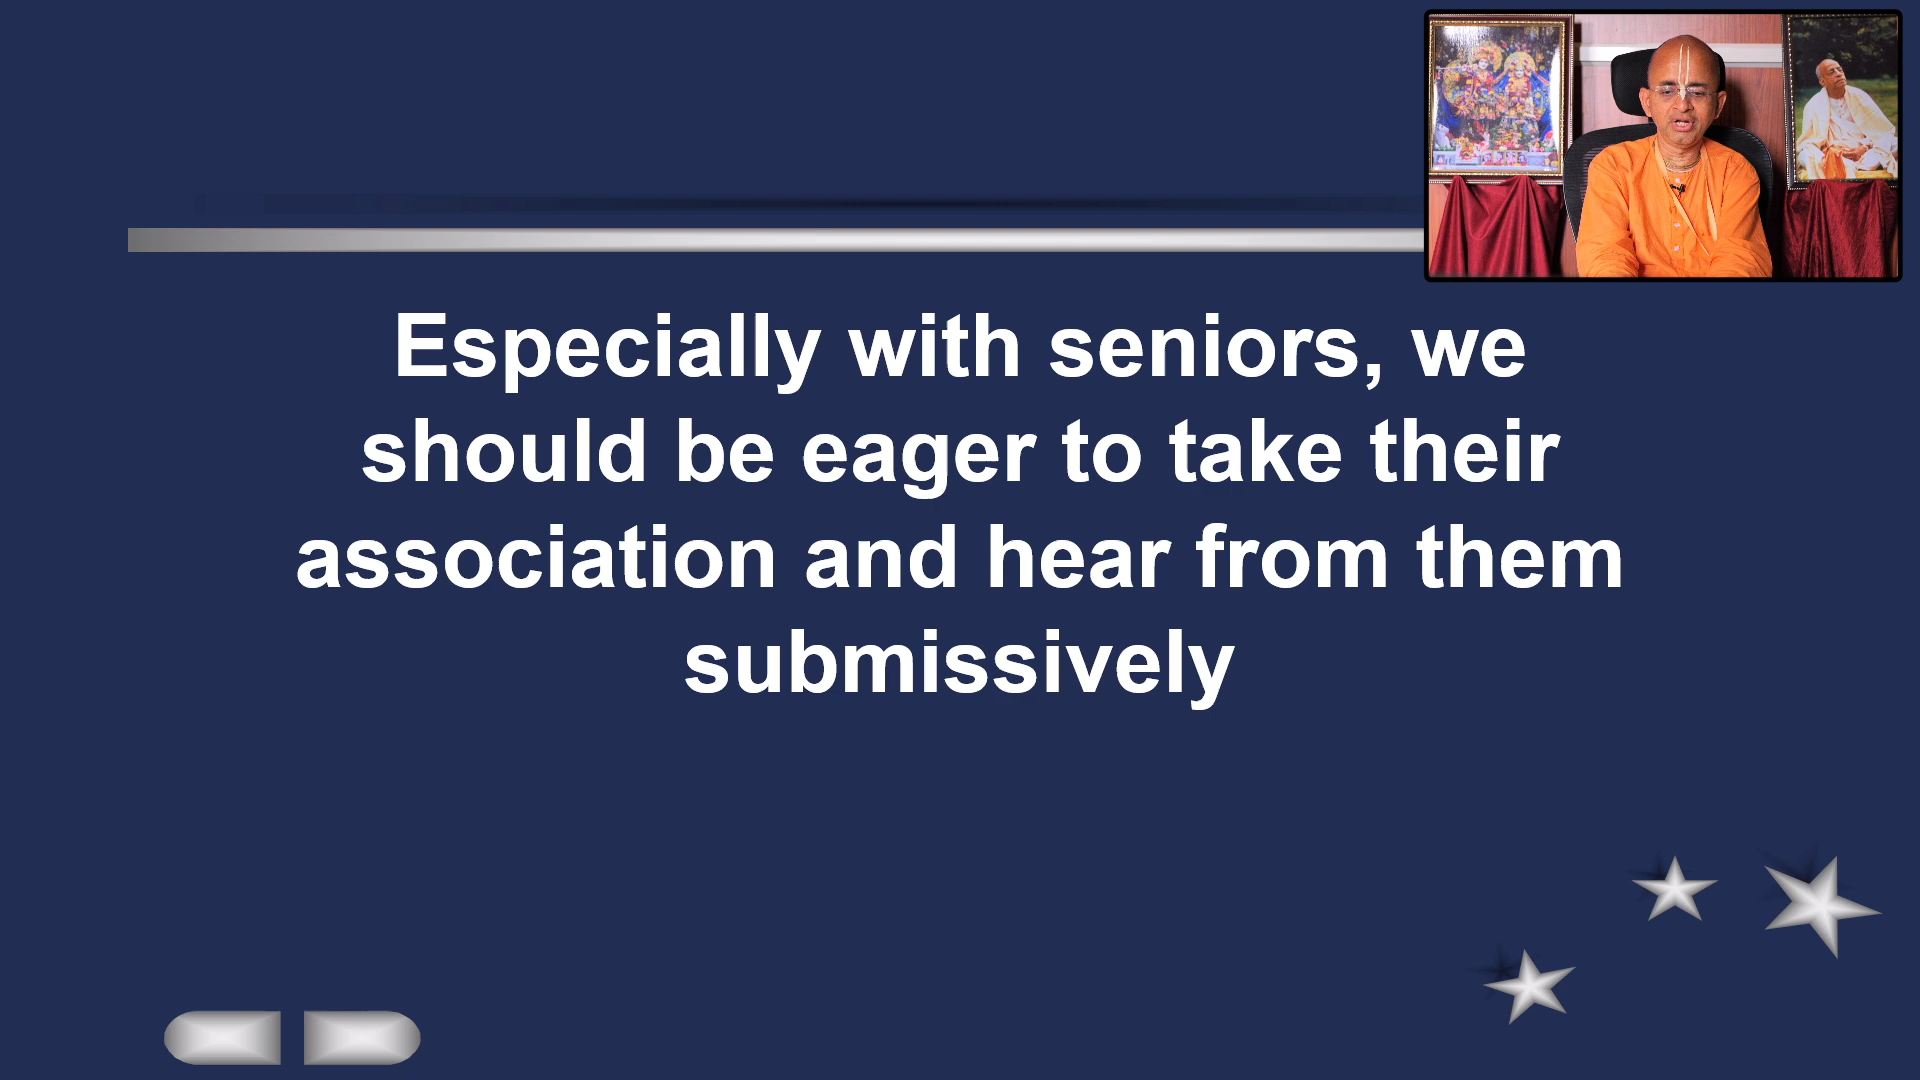 Especially with seniors, we
should be eager to take their
association and hear from them
submissively